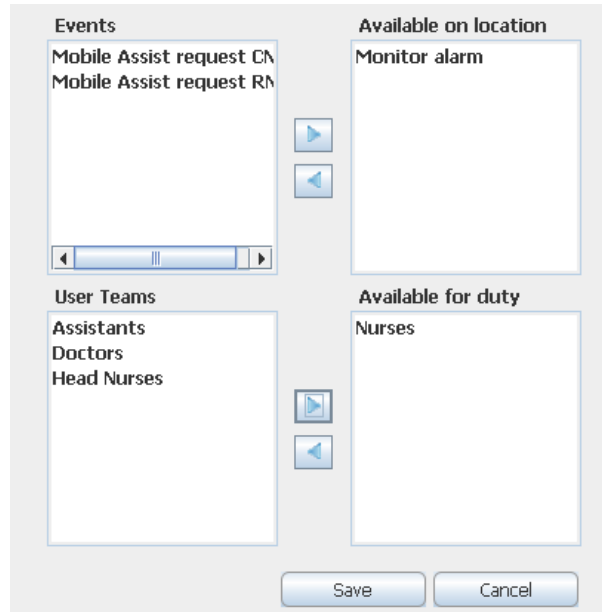 Events
Mobile Assist request CN
Mobile Assist request RN
Available on location
Monitor alarm
User Teams
Assistants
Doctors
Head Nurses
Available for duty
Nurses
Save
Cancel